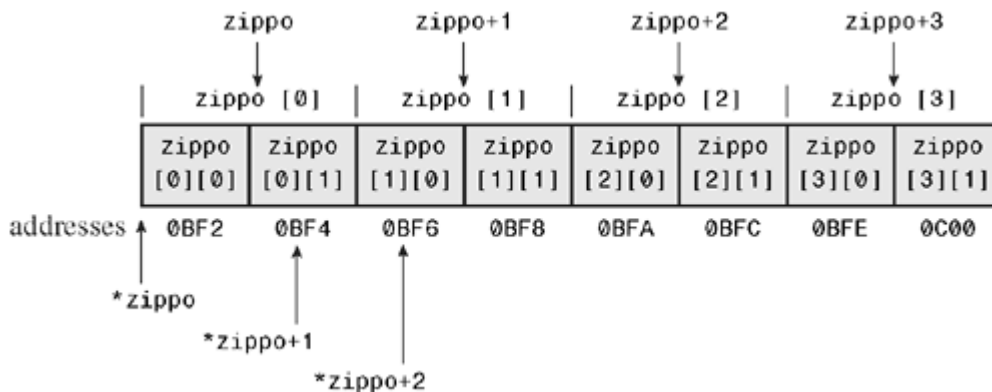 zippo zippo+1 zippo+2 zippo+3
zippo [0] zippo [1] zippo [2] zippo [3]
zippo zippo zippo zippo zippo zippo zippo zippo
[0][0] [0][1] [1][0] [1][1] [2][0] [2][1] [3][0] [3][1]
addresses 0BF2 0BF4 0BF6 0BF8 0BFA 0BFC 0BFE 0C00
*zippo
*zippo+1
*zippo+2